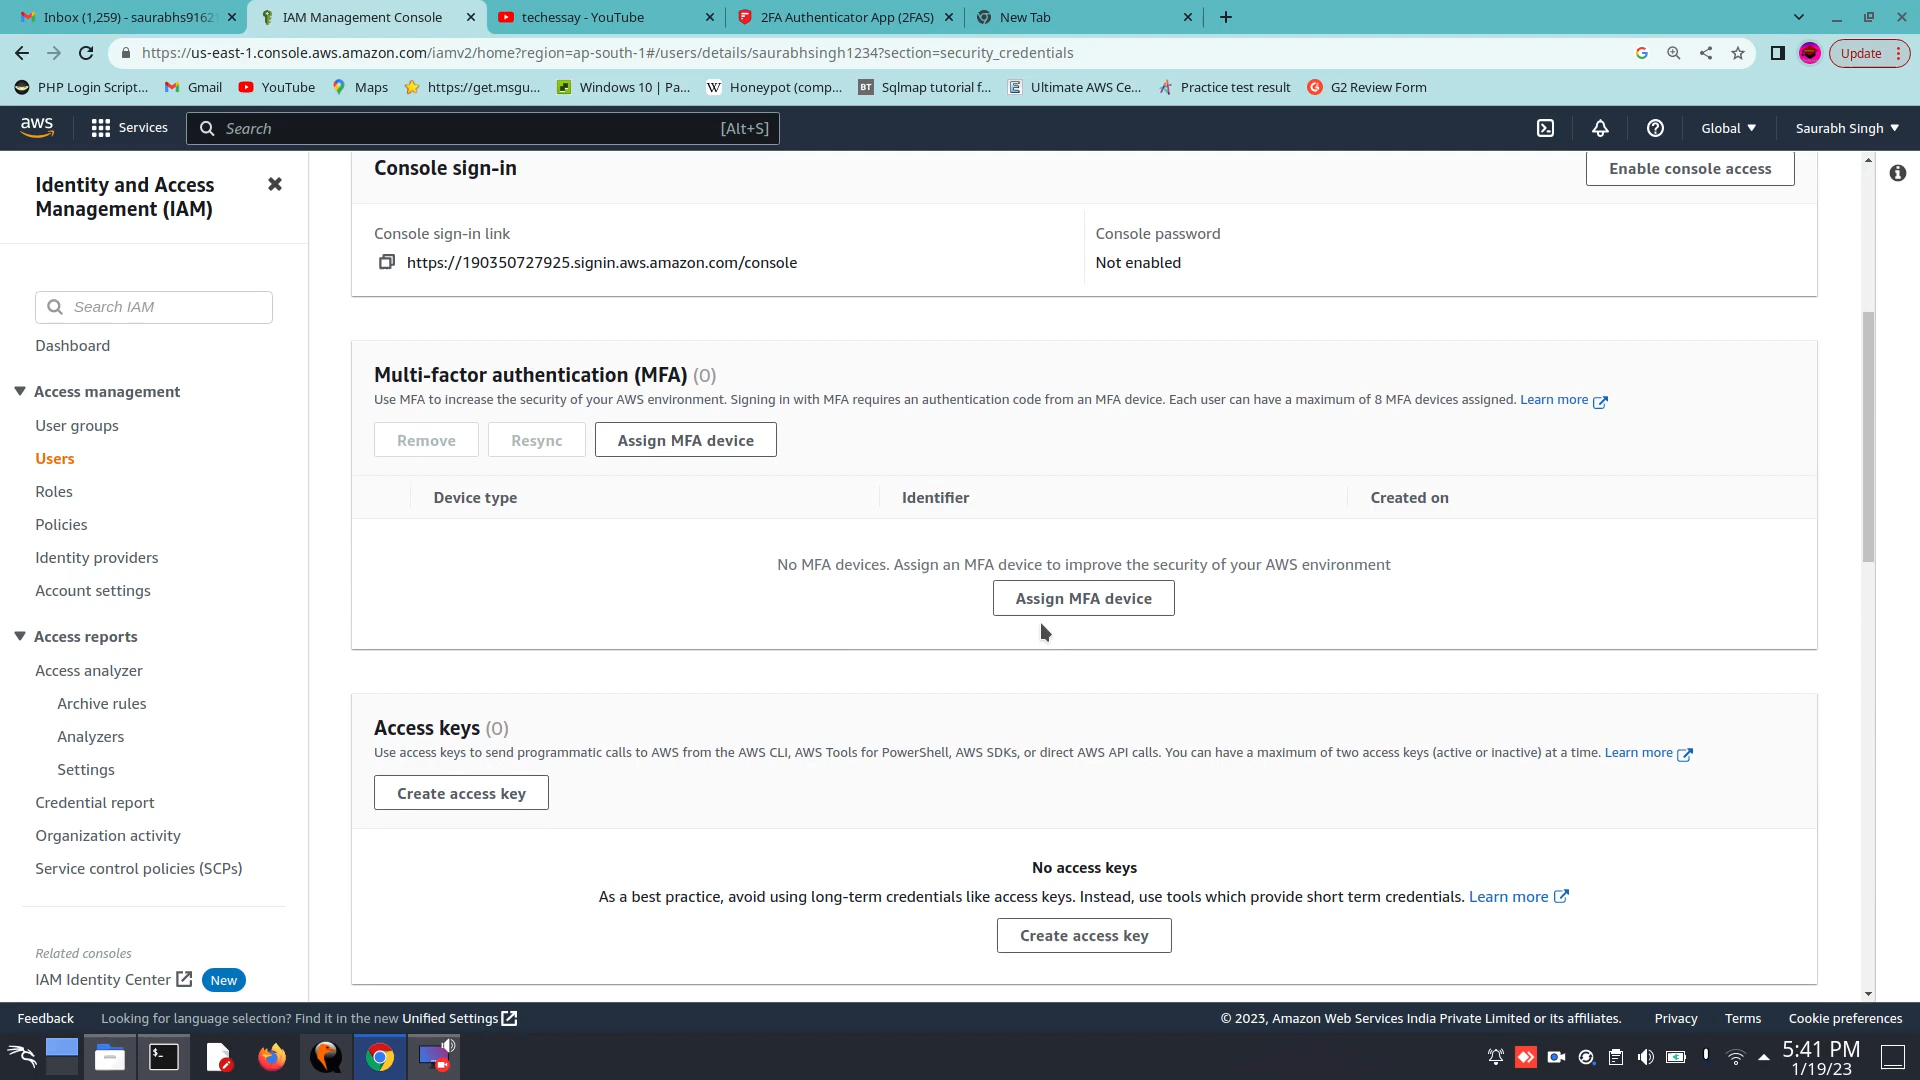 Inbox (1,259) - saurabhs9162
IAM Management Console
techessay - YouTube
2FA Authenticator App (2FAS)
New Tab
https://us-east-1.console.aws.amazon.com/iamv2/home?region=ap-south-1#/users/details/saurabhsingh1234?section=security_credentials
Update
PHP Login Script...
Gmail
YouTube
Maps
https://get.msgu...
Windows 10 | Pa...
W Honeypot (comp...
BT Sqlmap tutorial f...
Ultimate AWS Ce...
Practice test result
G2 Review Form
aws
Services
Search
[Alt+S]
Global
Saurabh Singh
Identity and Access
Management (IAM)
Search IAM
Dashboard
Access management
User groups
Users
Roles
Policies
Identity providers
Account settings
Access reports
Access analyzer
Archive rules
Analyzers
Settings
Credential report
Organization activity
Service control policies (SCPs)
Related consoles
IAM Identity Center New
Console sign-in
Enable console access
Console sign-in link
Console password
https://190350727925.signin.aws.amazon.com/console
Not enabled
Multi-factor authentication (MFA) (0)
Use MFA to increase the security of your AWS environment. Signing in with MFA requires an authentication code from an MFA device. Each user can have a maximum of 8 MFA devices assigned. Learn more
Remove
Resync
Assign MFA device
Device type
Identifier
Created on
No MFA devices. Assign an MFA device to improve the security of your AWS environment
Assign MFA device
Access keys (0)
Use access keys to send programmatic calls to AWS from the AWS CLI, AWS Tools for PowerShell, AWS SDKs, or direct AWS API calls. You can have a maximum of two access keys (active or inactive) at a time. Learn more
Create access key
No access keys
As a best practice, avoid using long-term credentials like access keys. Instead, use tools which provide short term credentials. Learn more
Create access key
Feedback
Looking for language selection? Find it in the new Unified Settings
© 2023, Amazon Web Services India Private Limited or its affiliates.
Privacy
Terms
Cookie preferences
5:41 PM
1/19/23